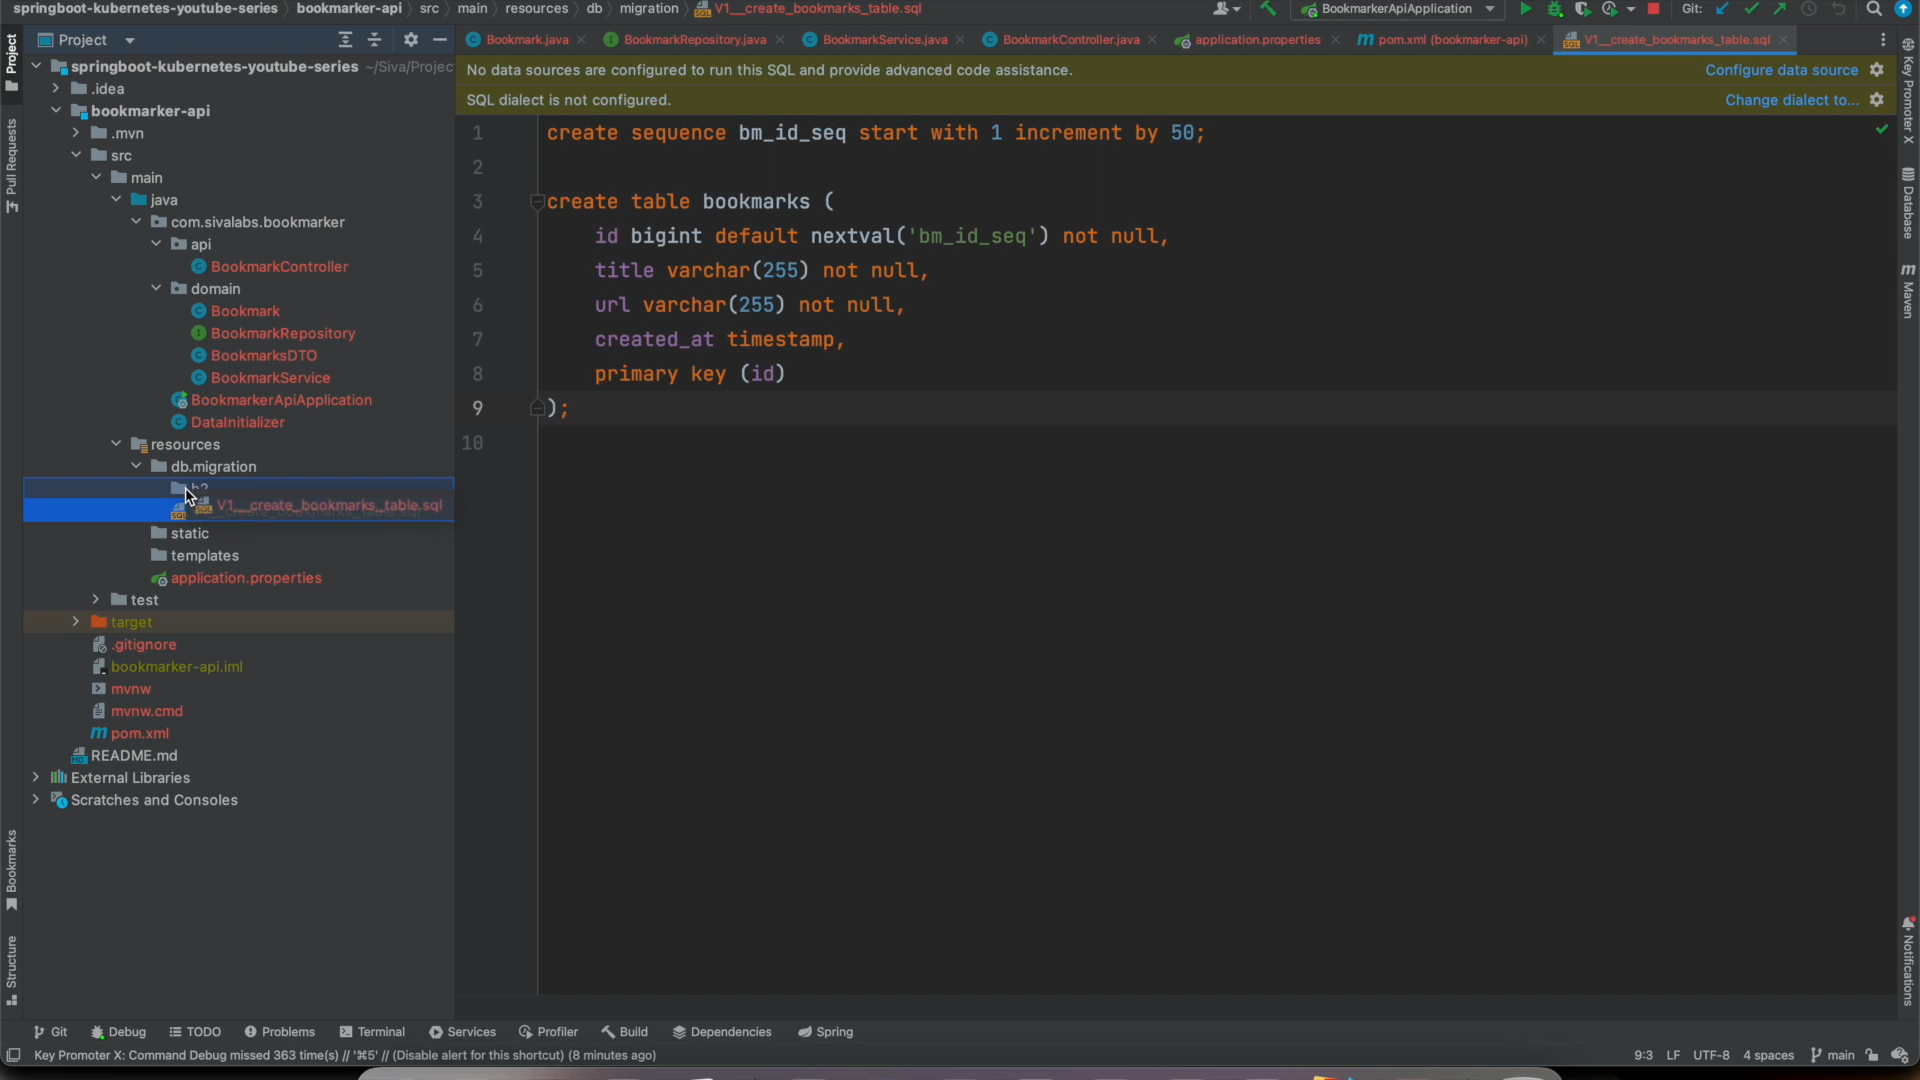 springboot-kubernetes-youtube-series bookmarker-api src main resources db migration V1__create_bookmarks_table.sql BookmarkerApiApplication Git:
Project
Bookmark.java BookmarkRepository.java BookmarkService.java BookmarkController.java application.properties pom.xml (bookmarker-api) V1__create_bookmarks_table.sql
No data sources are configured to run this SQL and provide advanced code assistance. Configure data source
SQL dialect is not configured. Change dialect to...
springboot-kubernetes-youtube-series ~/Siva/Projec
.idea
bookmarker-api
.mvn
src
main
java
com.sivalabs.bookmarker
api
BookmarkController
domain
Bookmark
BookmarkRepository
BookmarksDTO
BookmarkService
BookmarkerApiApplication
DataInitializer
resources
db.migration
V1__create_bookmarks_table.sql
static
templates
application.properties
test
target
.gitignore
bookmarker-api.iml
mvnw
mvnw.cmd
pom.xml
README.md
External Libraries
Scratches and Consoles
1 create sequence bm_id_seq start with 1 increment by 50;
2
3 create table bookmarks (
4 id bigint default nextval('bm_id_seq') not null,
5 title varchar(255) not null,
6 url varchar(255) not null,
7 created_at timestamp,
8 primary key (id)
9 );
10
Project
Pull Requests
Bookmarks
Structure
Key Promoter X
Database
m Maven
Notifications
Git Debug TODO Problems Terminal Services Profiler Build Dependencies Spring
Key Promoter X: Command Debug missed 363 time(s) // '⌘5' // (Disable alert for this shortcut) (8 minutes ago) 9:3 LF UTF-8 4 spaces main